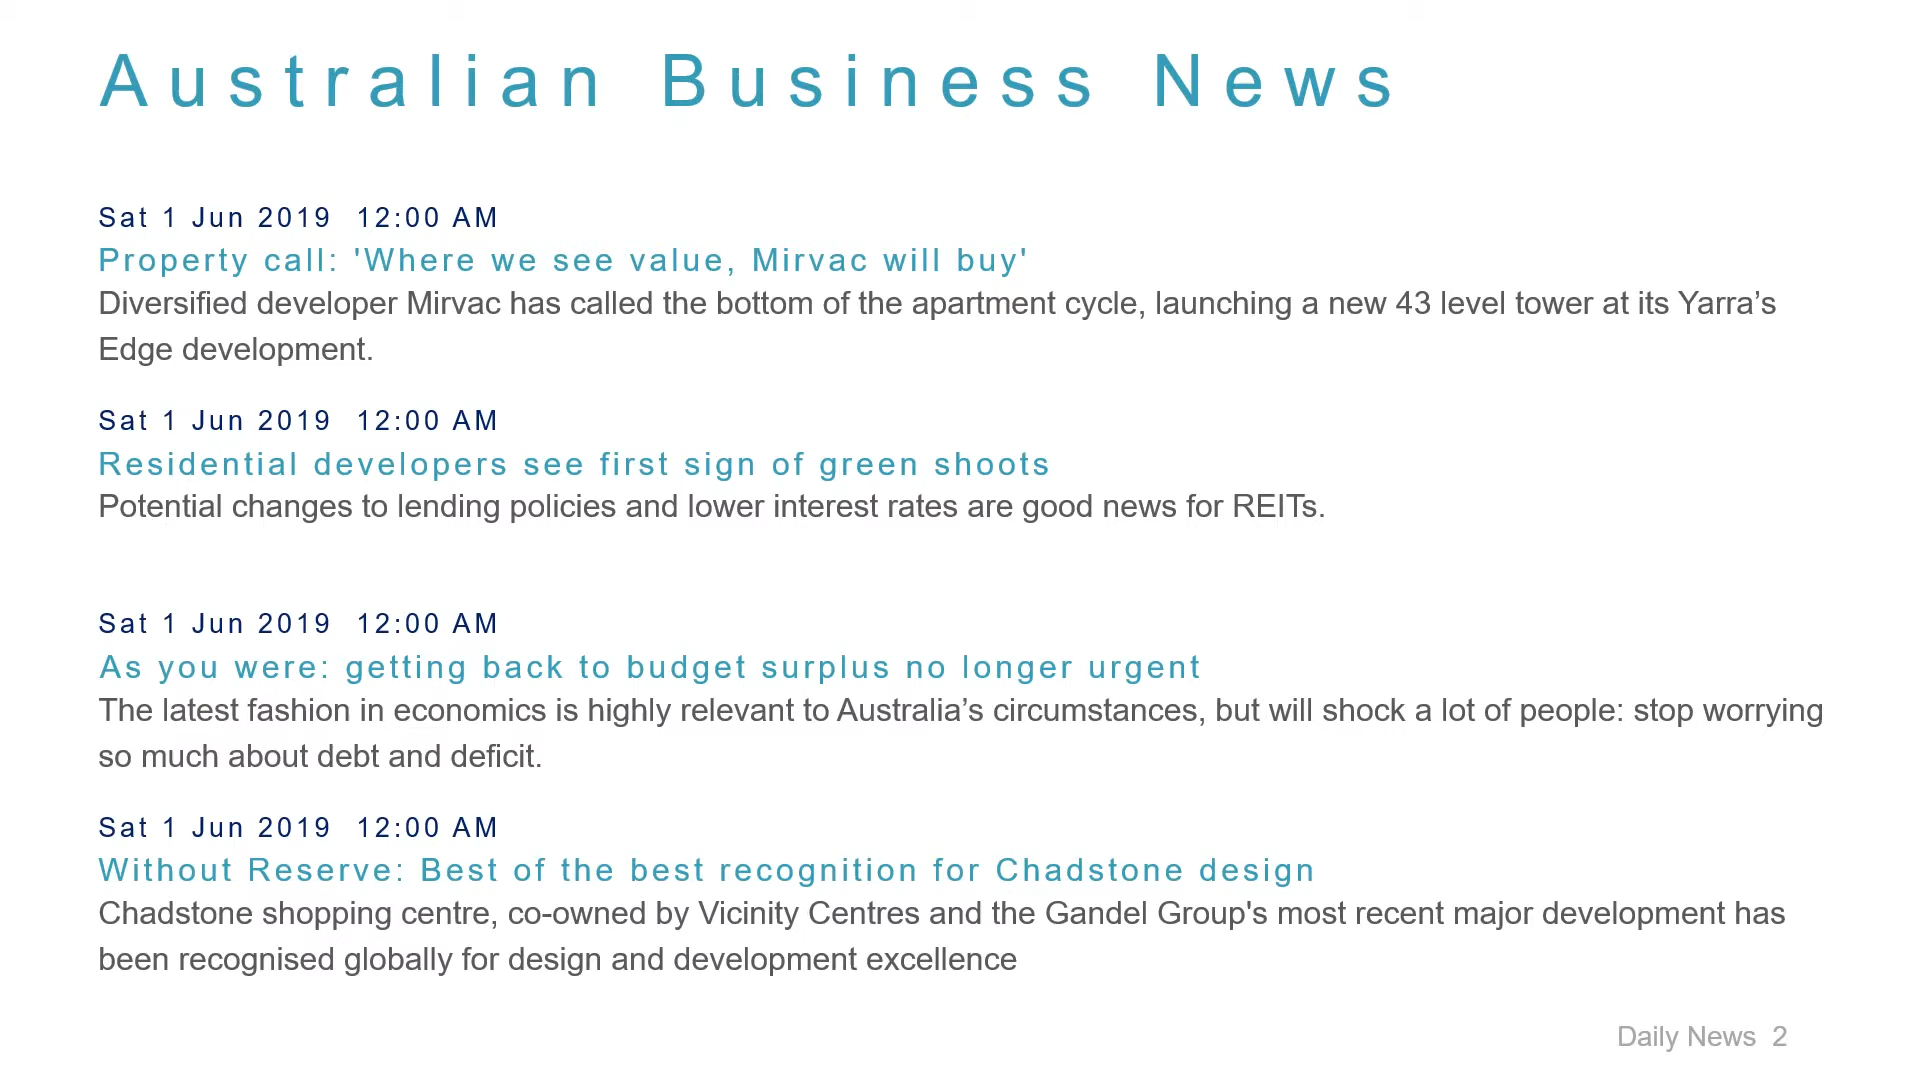 Australian Business News
Sat 1 Jun 2019 12:00 AM
Property call: 'Where we see value, Mirvac will buy'
Diversified developer Mirvac has called the bottom of the apartment cycle, launching a new 43 level tower at its Yarra’s
Edge development.
Sat 1 Jun 2019 12:00 AM
Residential developers see first sign of green shoots
Potential changes to lending policies and lower interest rates are good news for REITs.
Sat 1 Jun 2019 12:00 AM
As you were: getting back to budget surplus no longer urgent
The latest fashion in economics is highly relevant to Australia’s circumstances, but will shock a lot of people: stop worrying
so much about debt and deficit.
Sat 1 Jun 2019 12:00 AM
Without Reserve: Best of the best recognition for Chadstone design
Chadstone shopping centre, co-owned by Vicinity Centres and the Gandel Group's most recent major development has
been recognised globally for design and development excellence
Daily News 2